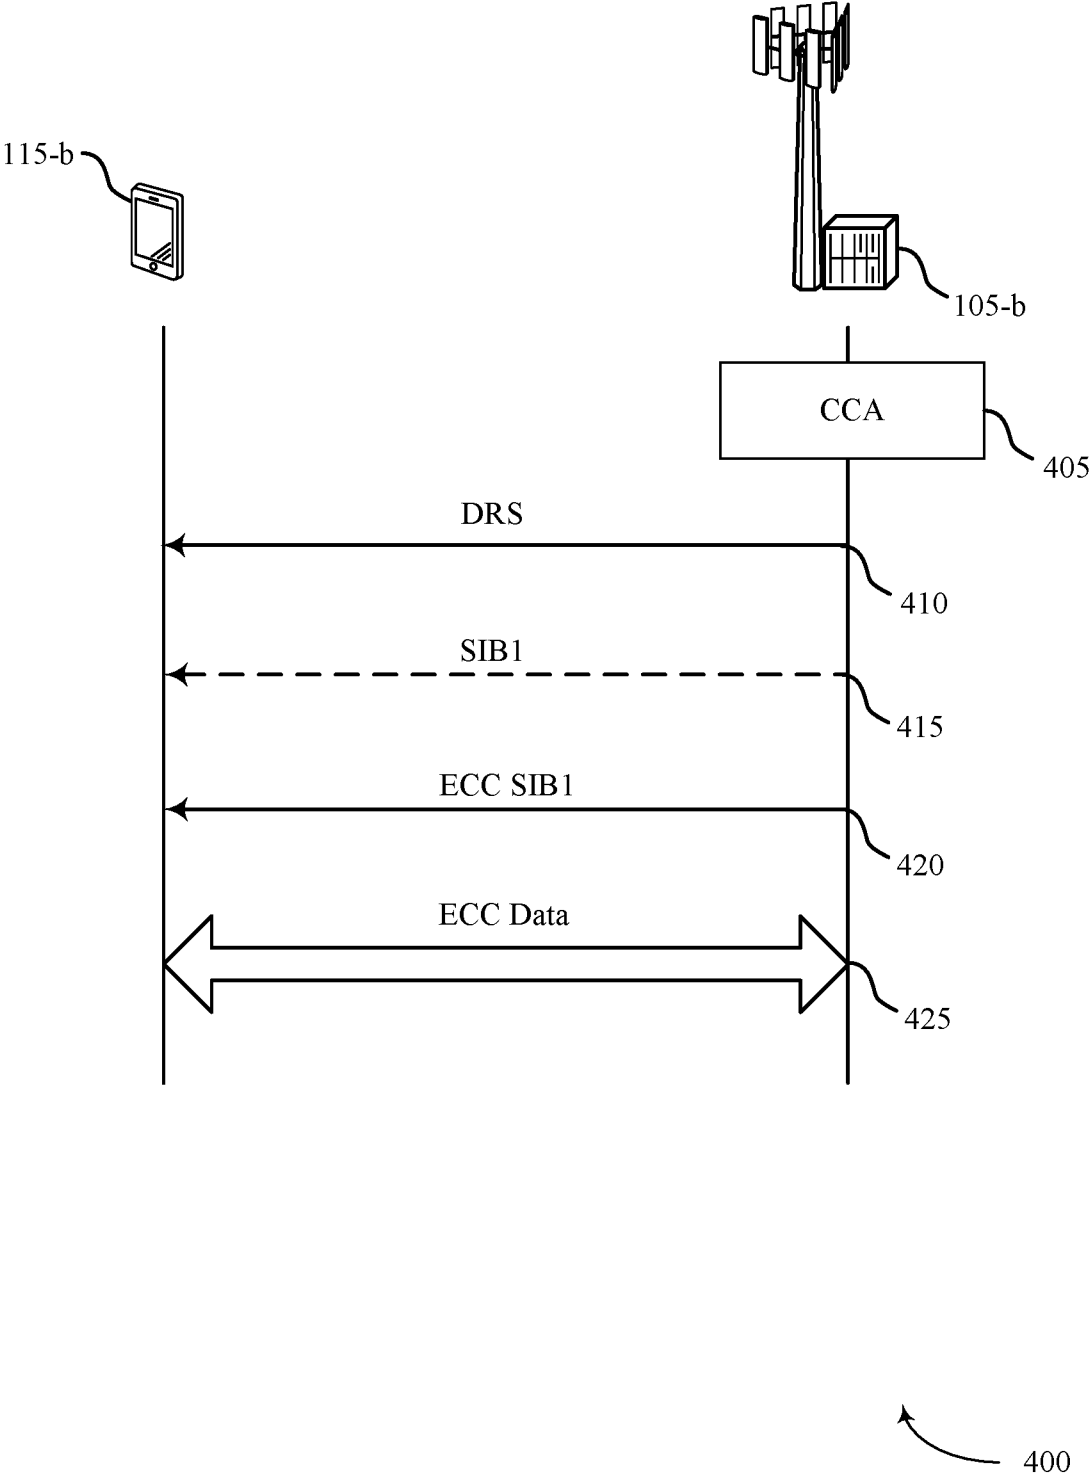 115-b
105-b
CCA
405
DRS
410
SIB1
415
ECC SIB1
420
ECC Data
425
400